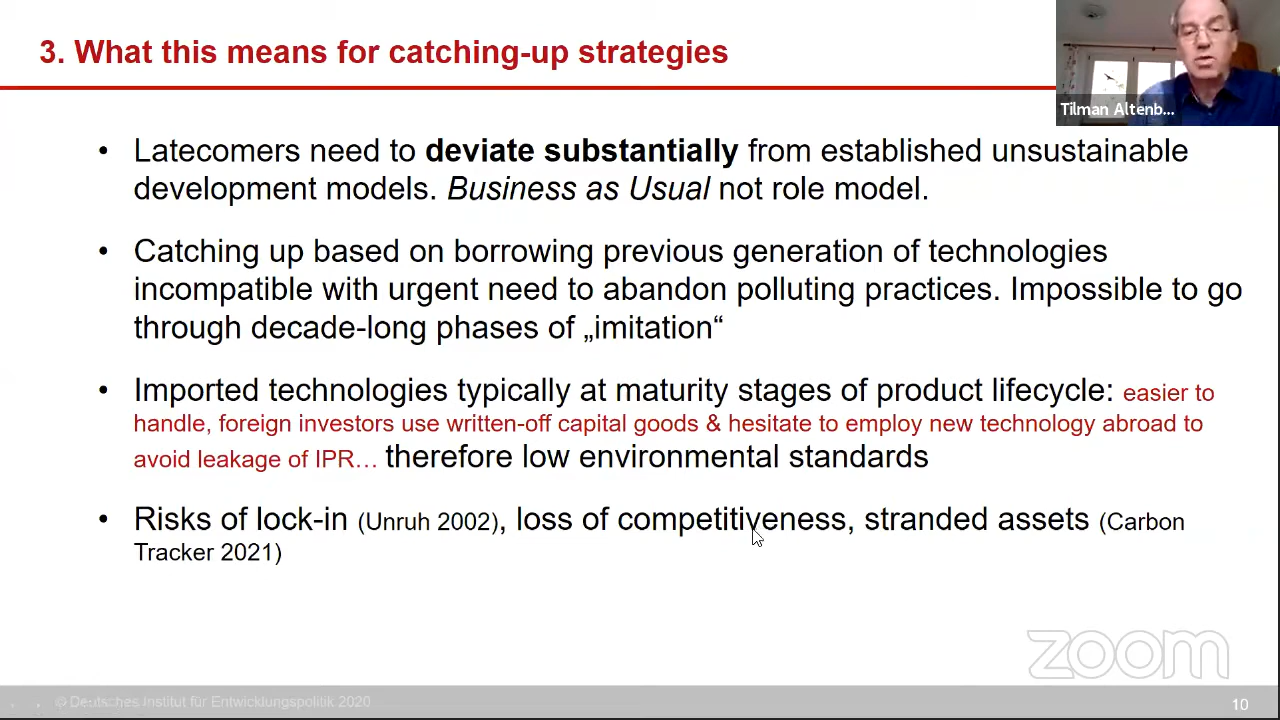 3. What this means for catching-up strategies
Tilman Altenb...
• Latecomers need to deviate substantially from established unsustainable
development models. Business as Usual not role model.
• Catching up based on borrowing previous generation of technologies
incompatible with urgent need to abandon polluting practices. Impossible to go
through decade-long phases of „imitation“
• Imported technologies typically at maturity stages of product lifecycle: easier to
handle, foreign investors use written-off capital goods & hesitate to employ new technology abroad to
avoid leakage of IPR… therefore low environmental standards
• Risks of lock-in (Unruh 2002), loss of competitiveness, stranded assets (Carbon
Tracker 2021)
zoom
© Deutsches Institut für Entwicklungspolitik 2020
10